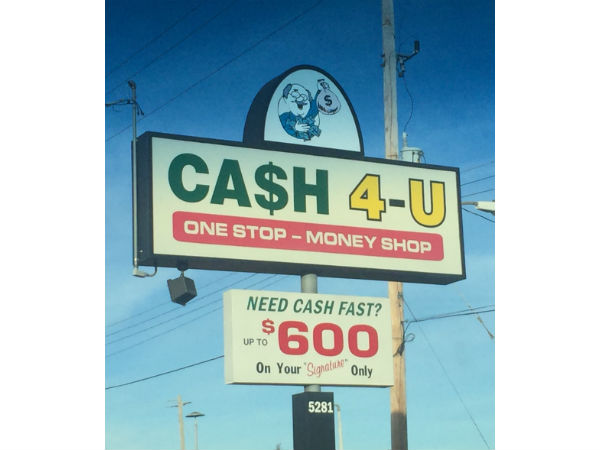 $
CA$H 4-U
ONE STOP – MONEY SHOP
NEED CASH FAST?
UP TO $600
On Your "Signature" Only
5281